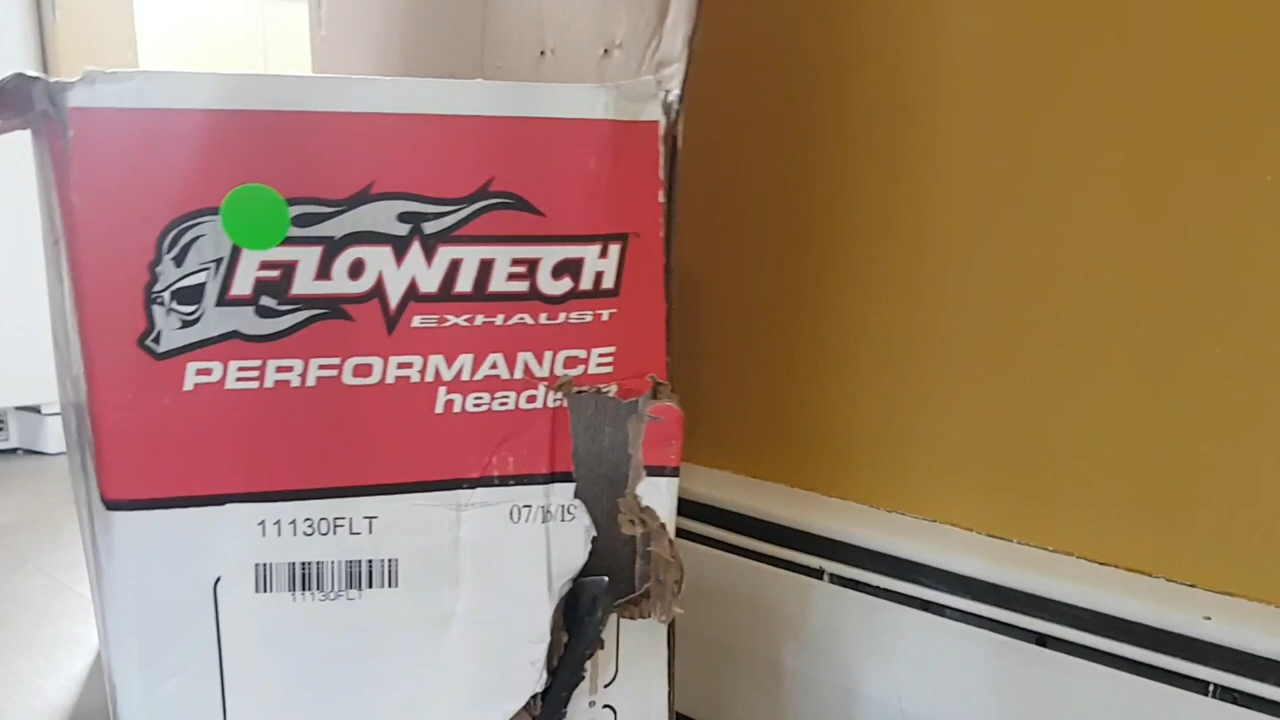 FLOWTECH
EXHAUST
PERFORMANCE
11130FLT
07/16/19
11130FLT